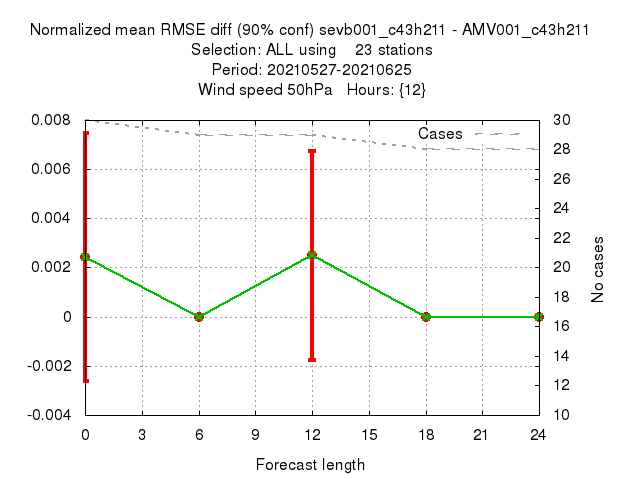 Normalized mean RMSE diff (90% conf) sevb001_c43h211 - AMV001_c43h211
Selection: ALL using    23 stations
Period: 20210527-20210625
Wind speed 50hPa   Hours: {12}
Cases
0.008
0.006
0.004
0.002
0
-0.002
-0.004
30
28
26
24
22
20
18
16
14
12
10
No cases
0 3 6 9 12 15 18 21 24
Forecast length